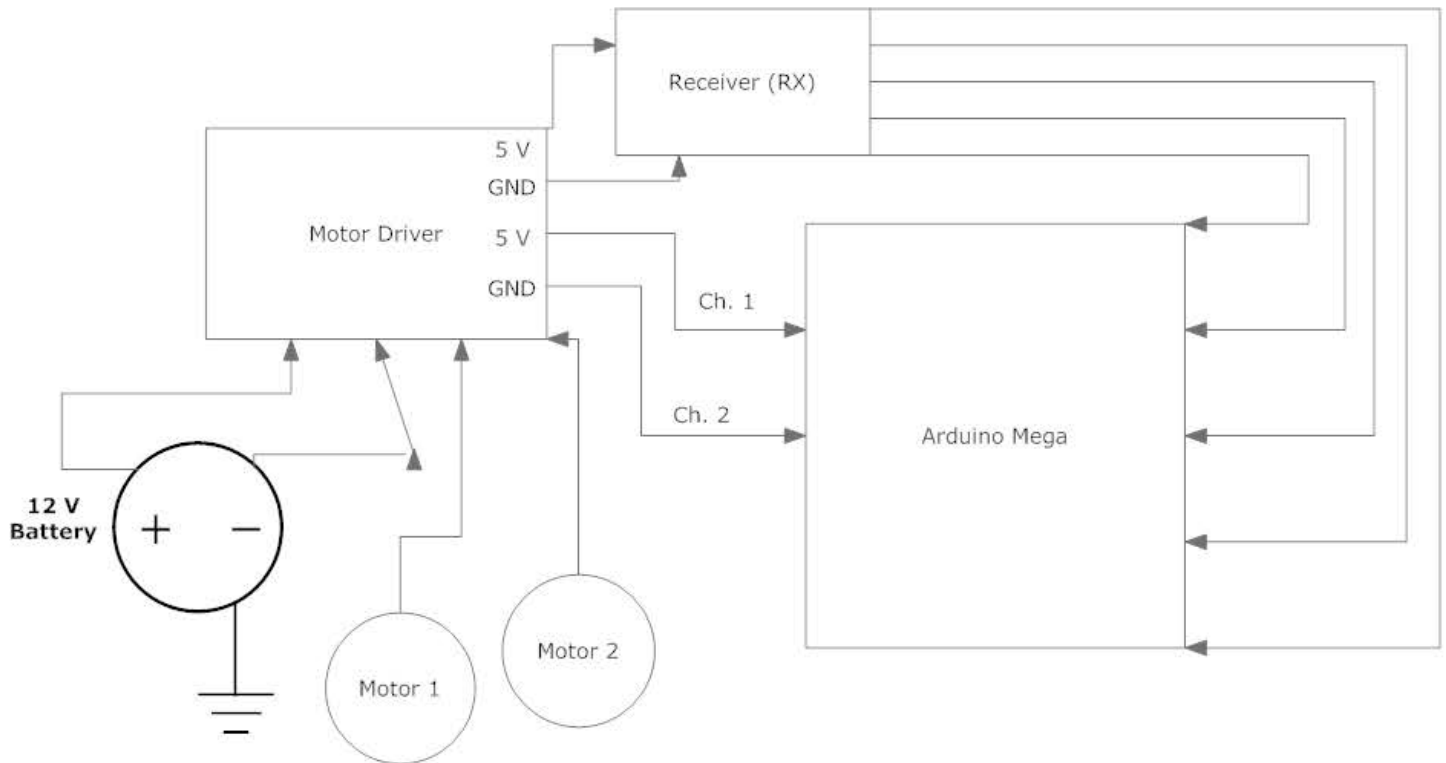 Receiver (RX)
5 V
GND
Motor Driver
5 V
GND
Ch. 1
Ch. 2
Arduino Mega
12 V
Battery
+
−
Motor 2
Motor 1